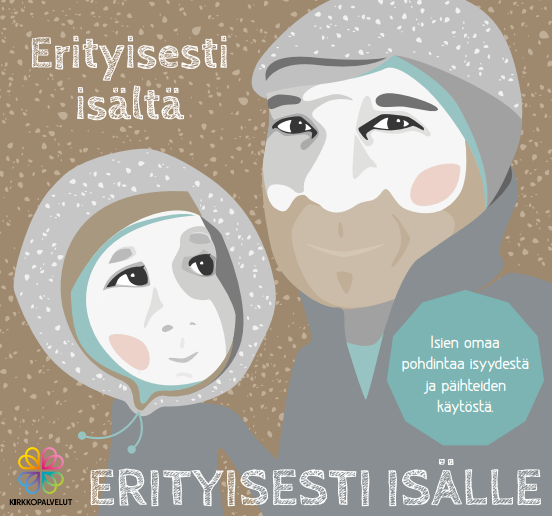 Erityisesti
isältä
Isien omaa
pohdintaa isyydestä
ja päihteiden
käytöstä.
KIRKKOPALVELUT
ERITYISESTI ISÄLLE